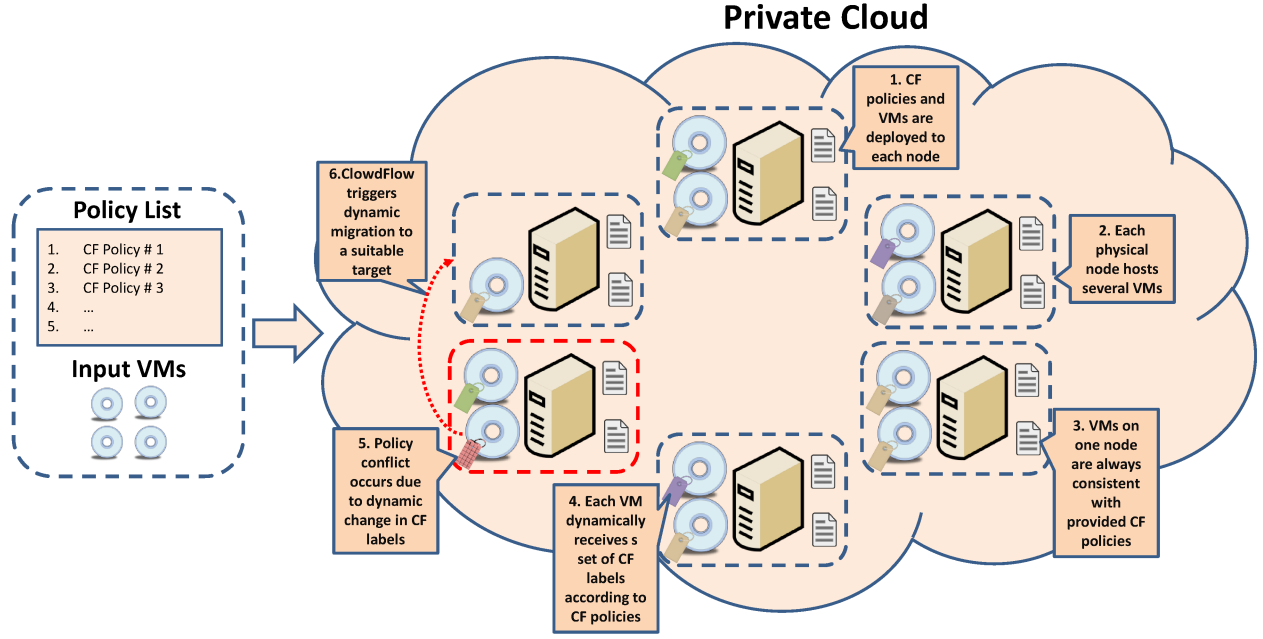 Private Cloud
Policy List
1. CF Policy # 1
2. CF Policy # 2
3. CF Policy # 3
4. ...
5. ...
Input VMs
1. CF
policies and
VMs are
deployed to
each node
2. Each
physical
node hosts
several VMs
3. VMs on
one node
are always
consistent
with
provided CF
policies
4. Each VM
dynamically
receives s
set of CF
labels
according to
CF policies
5. Policy
conflict
occurs due
to dynamic
change in CF
labels
6.ClowdFlow
triggers
dynamic
migration to
a suitable
target